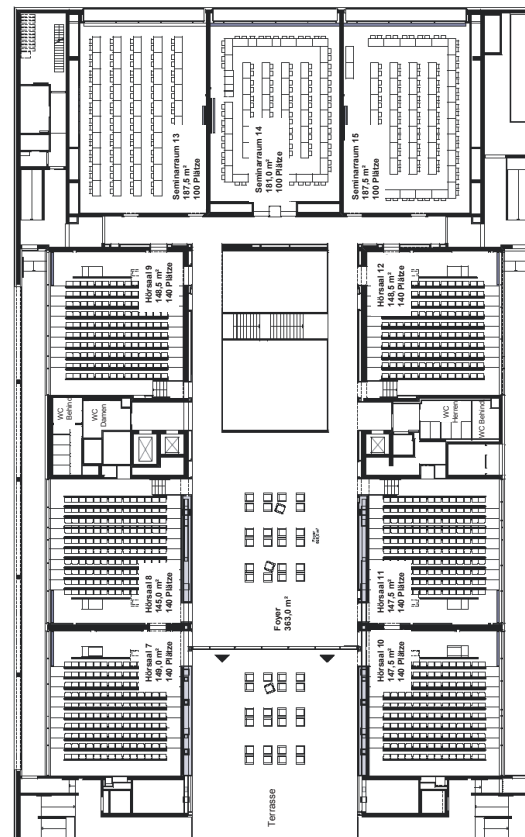 Seminarraum 13
187,5 m²
100 Plätze
Seminarraum 14
181,0 m²
100 Plätze
Seminarraum 15
187,5 m²
100 Plätze
Hörsaal 9
148,5 m²
140 Plätze
Hörsaal 12
148,5 m²
140 Plätze
WC
Behind
WC
Damen
WC
Herren
WC Behind
Hörsaal 8
145,0 m²
140 Plätze
Foyer
363,0 m²
Hörsaal 11
147,5 m²
140 Plätze
Hörsaal 7
149,0 m²
140 Plätze
Hörsaal 10
147,5 m²
140 Plätze
Terrasse
Foyer